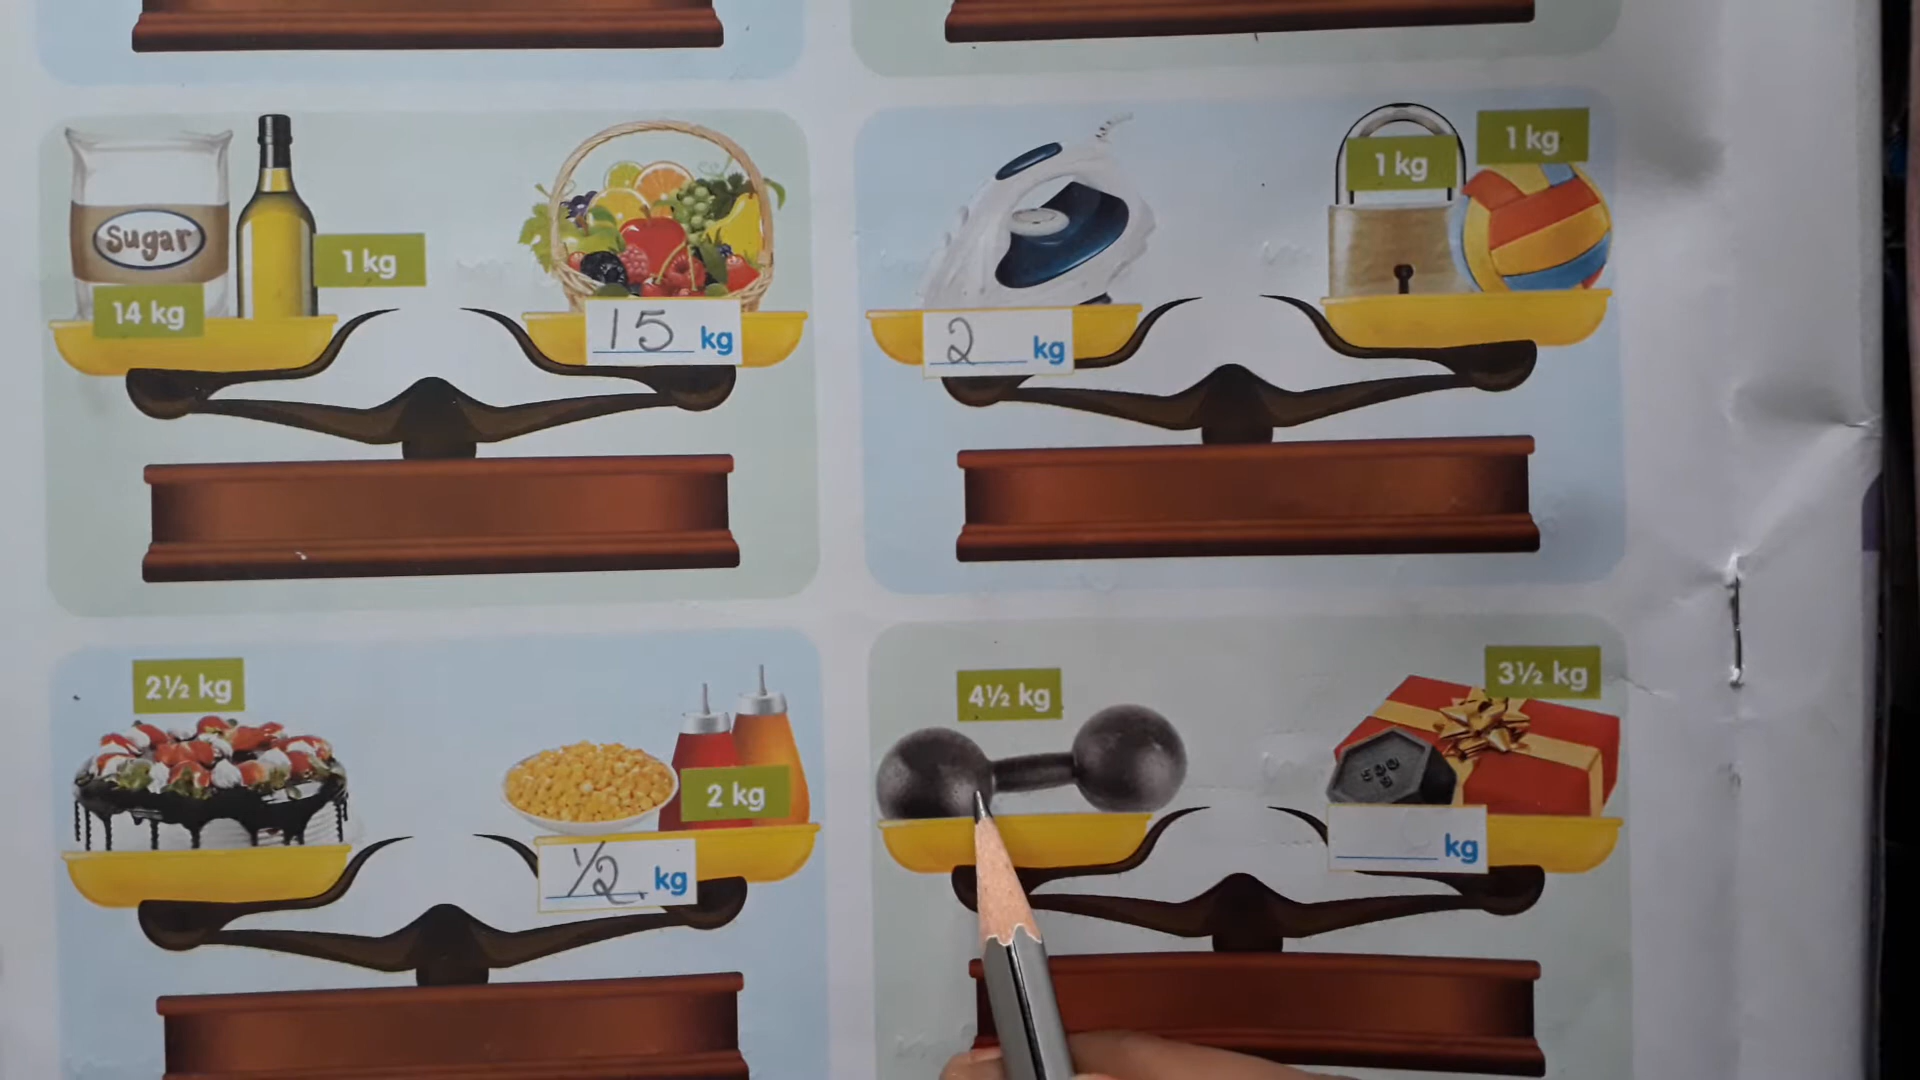 Sugar
14 kg
1 kg
15 kg
2 kg
1 kg
1 kg
2½ kg
2 kg
½ kg
4½ kg
3½ kg
500
kg